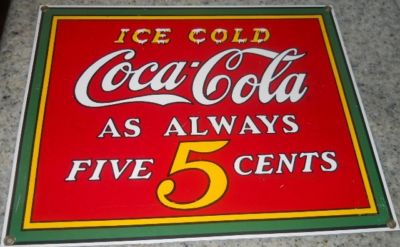 ICE COLD
Coca-Cola
AS ALWAYS
FIVE 5 CENTS